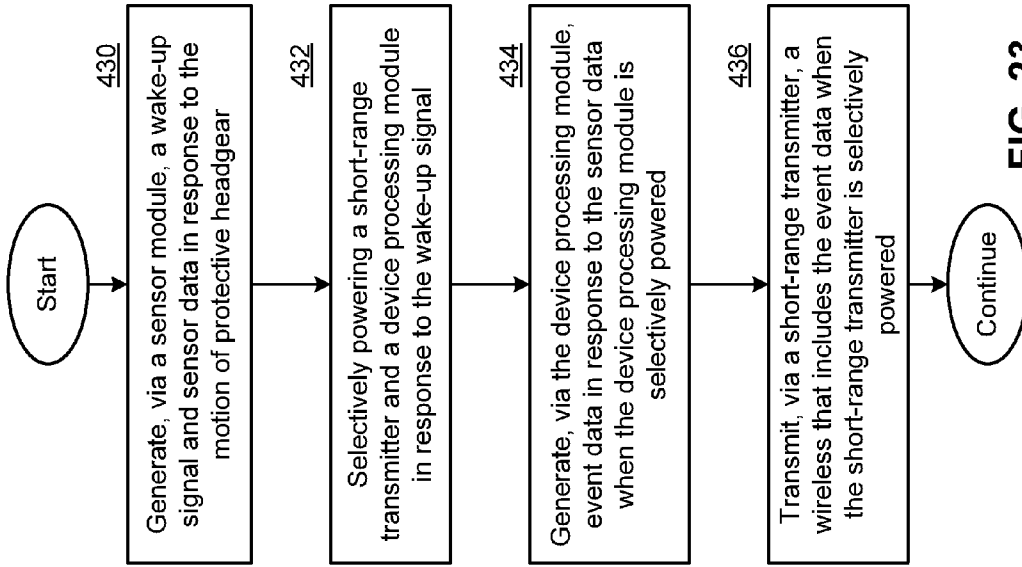 Start
430
Generate, via a sensor module, a wake-up
signal and sensor data in response to the
motion of protective headgear
432
Selectively powering a short-range
transmitter and a device processing module
in response to the wake-up signal
434
Generate, via the device processing module,
event data in response to the sensor data
when the device processing module is
selectively powered
436
Transmit, via a short-range transmitter, a
wireless that includes the event data when
the short-range transmitter is selectively
powered
Continue
FIG. 23